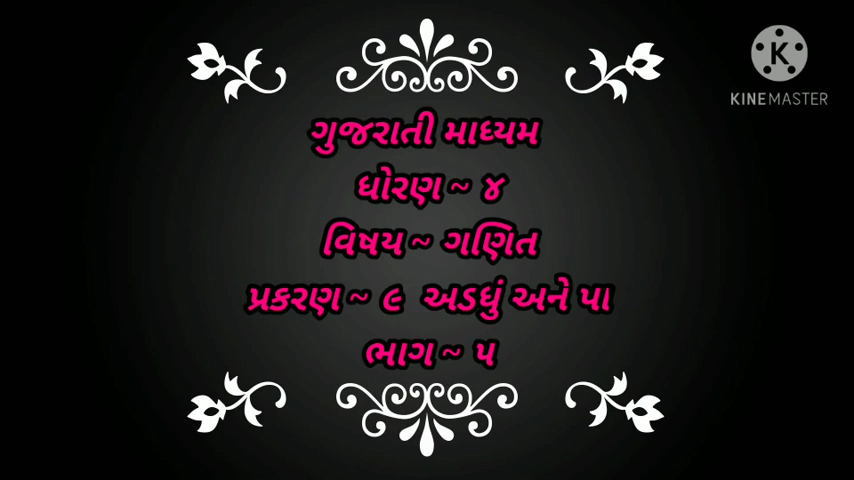 KINEMASTER
ગુજરાતી માધ્યમ
ધોરણ ~ ૪
વિષય ~ ગણિત
પ્રકરણ ~ ૯ અડધું અને પા
ભાગ ~ ૫